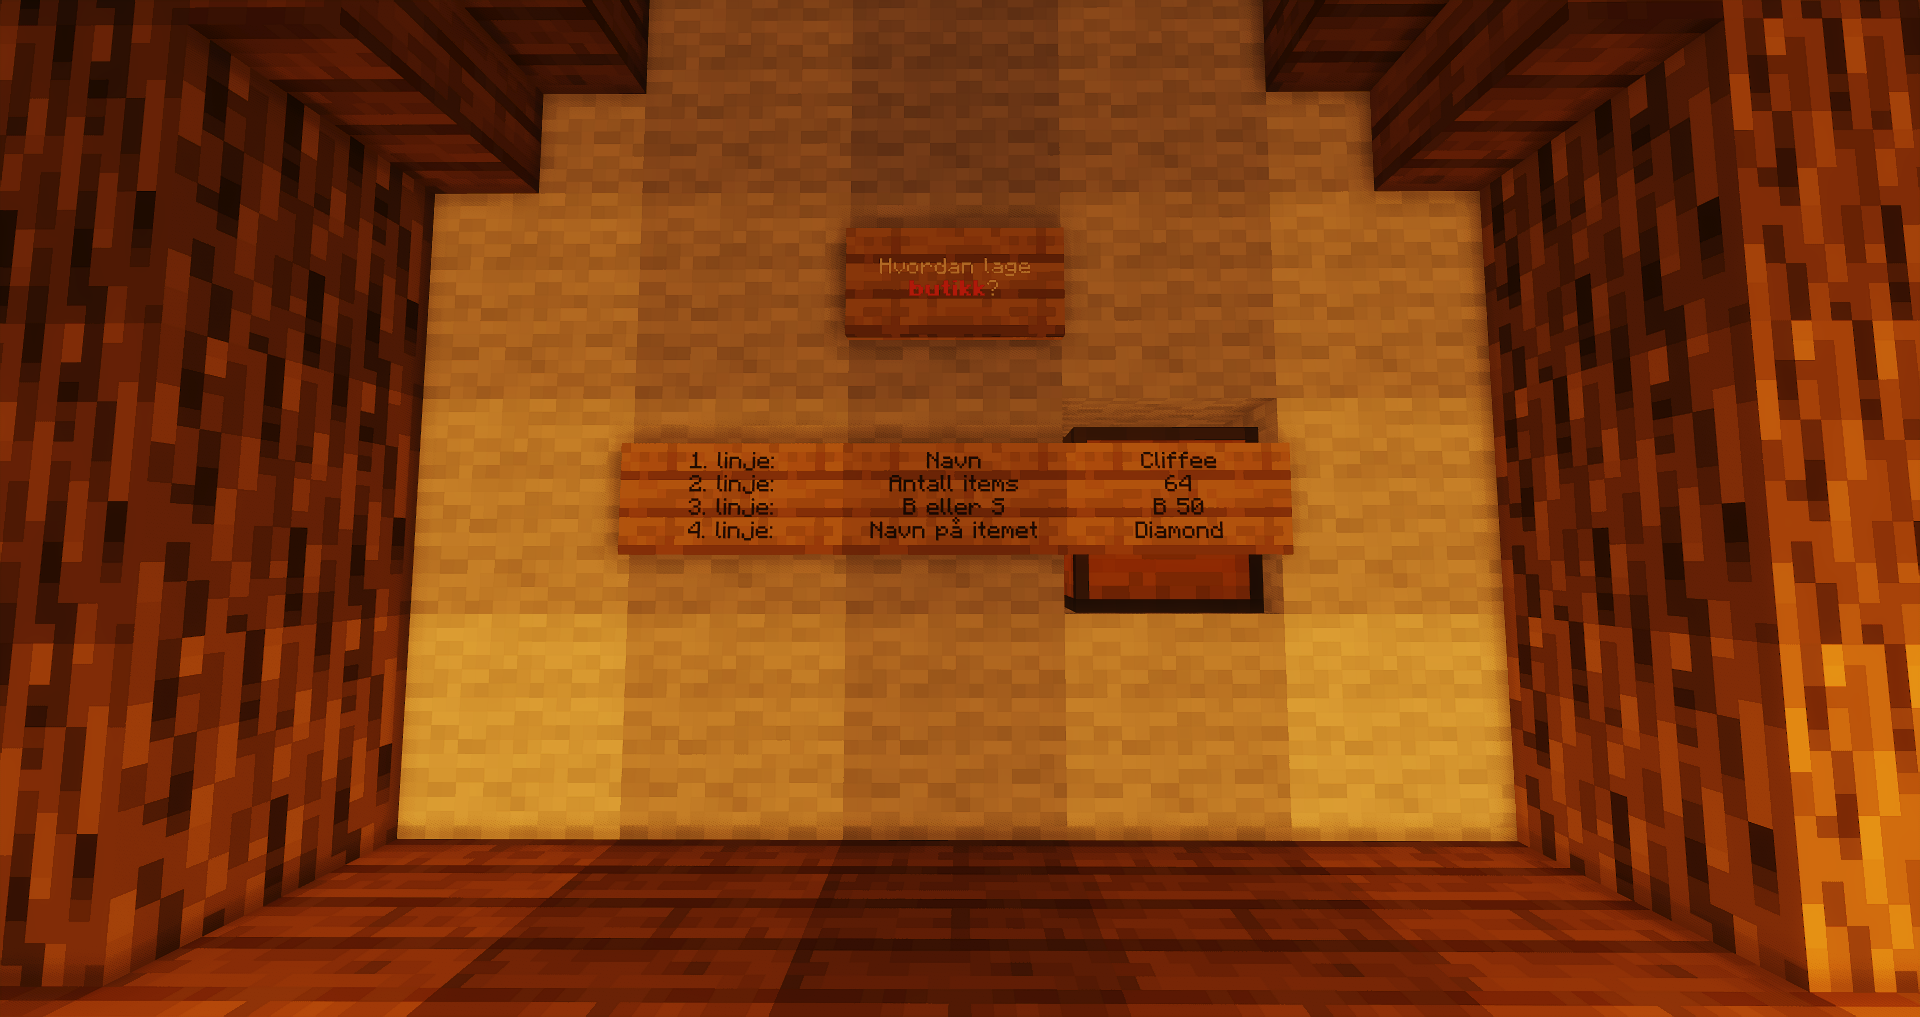 Hvordan lage
butikk?
1. linje: Navn Cliffee
2. linje: Antall items 64
3. linje: B eller S B 50
4. linje: Navn på itemet Diamond